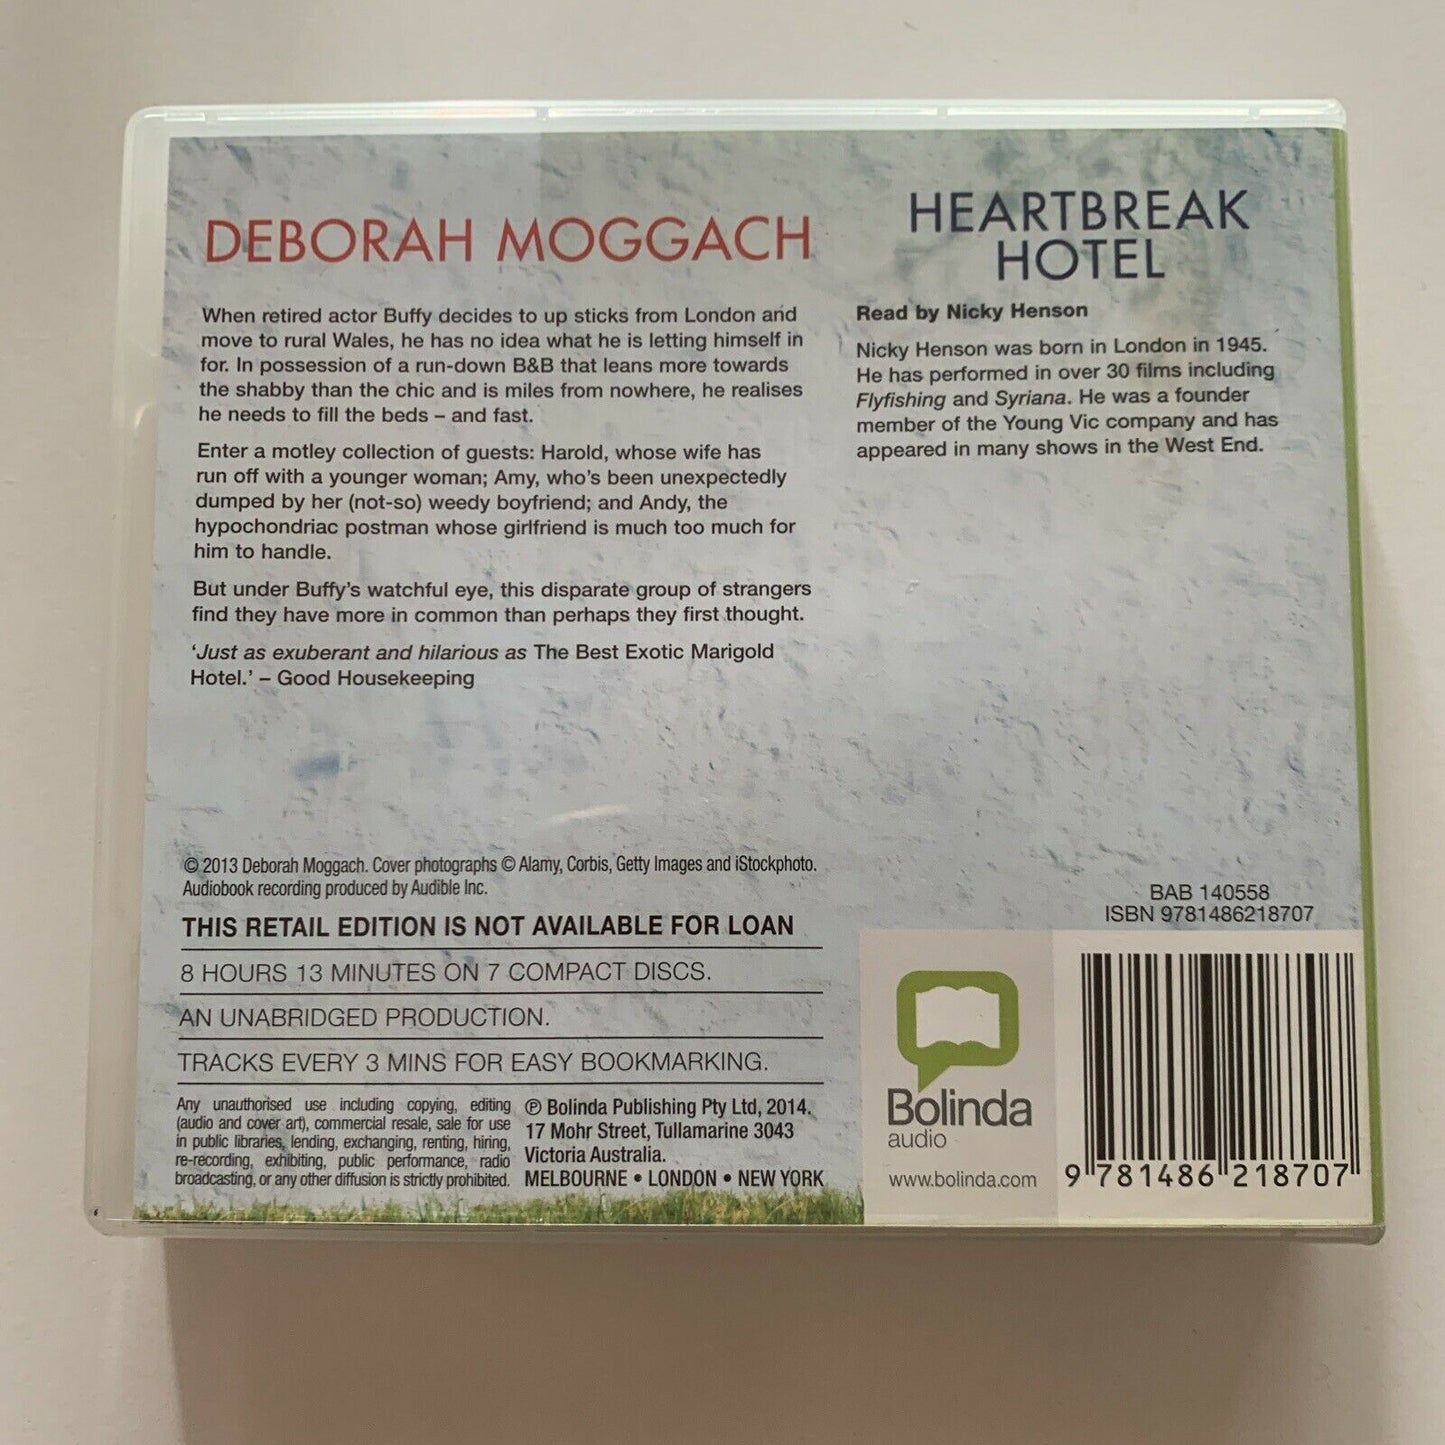 DEBORAH MOGGACH
When retired actor Buffy decides to up sticks from London and
move to rural Wales, he has no idea what he is letting himself in
for. In possession of a run-down B&B that leans more towards
the shabby than the chic and is miles from nowhere, he realises
he needs to fill the beds – and fast.
Enter a motley collection of guests: Harold, whose wife has
run off with a younger woman; Amy, who's been unexpectedly
dumped by her (not-so) weedy boyfriend; and Andy, the
hypochondriac postman whose girlfriend is much too much for
him to handle.
But under Buffy's watchful eye, this disparate group of strangers
find they have more in common than perhaps they first thought.
'Just as exuberant and hilarious as The Best Exotic Marigold
Hotel.' – Good Housekeeping
HEARTBREAK
HOTEL
Read by Nicky Henson
Nicky Henson was born in London in 1945.
He has performed in over 30 films including
Flyfishing and Syriana. He was a founder
member of the Young Vic company and has
appeared in many shows in the West End.
© 2013 Deborah Moggach. Cover photographs © Alamy, Corbis, Getty Images and iStockphoto.
Audiobook recording produced by Audible Inc.
THIS RETAIL EDITION IS NOT AVAILABLE FOR LOAN
8 HOURS 13 MINUTES ON 7 COMPACT DISCS.
AN UNABRIDGED PRODUCTION.
TRACKS EVERY 3 MINS FOR EASY BOOKMARKING.
Any unauthorised use including copying, editing
(audio and cover art), commercial resale, sale for use
in public libraries, lending, exchanging, renting, hiring,
re-recording, exhibiting, public performance, radio
broadcasting, or any other diffusion is strictly prohibited.
℗ Bolinda Publishing Pty Ltd, 2014.
17 Mohr Street, Tullamarine 3043
Victoria Australia.
MELBOURNE • LONDON • NEW YORK
BAB 140558
ISBN 9781486218707
Bolinda
audio
www.bolinda.com
9 781486 218707